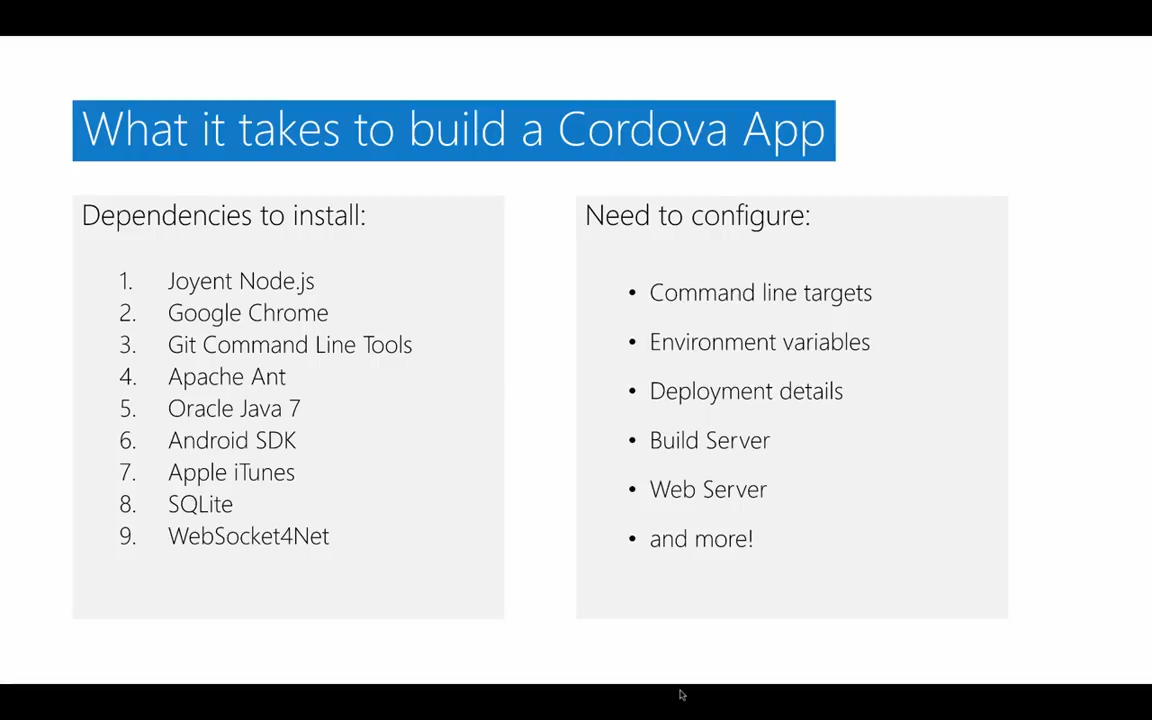 What it takes to build a Cordova App
Dependencies to install:
1. Joyent Node.js
2. Google Chrome
3. Git Command Line Tools
4. Apache Ant
5. Oracle Java 7
6. Android SDK
7. Apple iTunes
8. SQLite
9. WebSocket4Net
Need to configure:
• Command line targets
• Environment variables
• Deployment details
• Build Server
• Web Server
• and more!